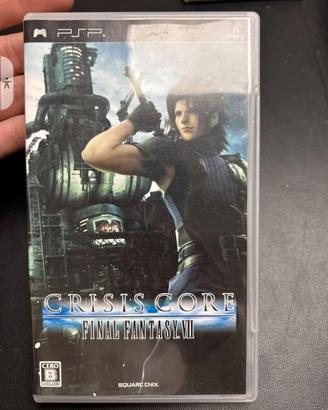 PSP
CRISIS CORE
FINAL FANTASY VII
CERO
B
SQUARE ENIX